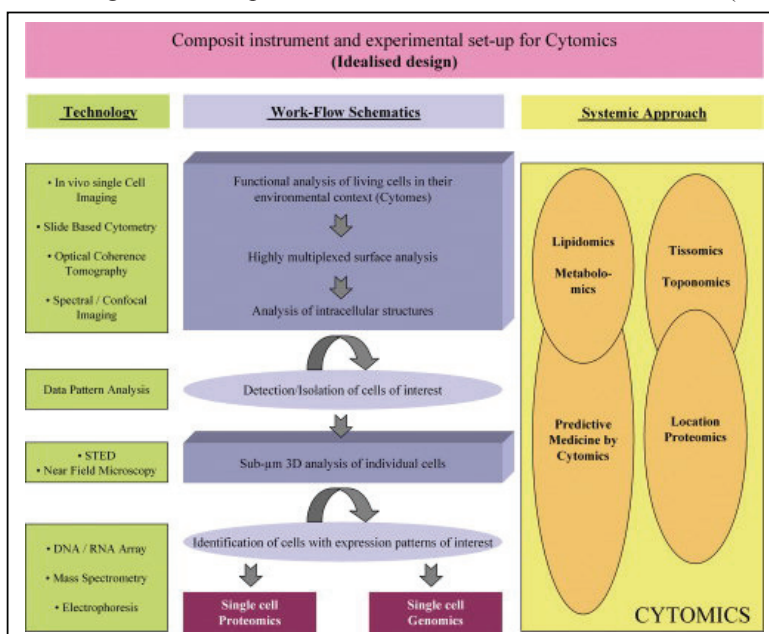 Composit instrument and experimental set-up for Cytomics
(Idealised design)
Technology
Work-Flow Schematics
Systemic Approach
• In vivo single Cell
Imaging
• Slide Based Cytometry
• Optical Coherence
Tomography
• Spectral / Confocal
Imaging
Functional analysis of living cells in their
environmental context (Cytomes)
Highly multiplexed surface analysis
Analysis of intracellular structures
Data Pattern Analysis
Detection/Isolation of cells of interest
• STED
• Near Field Microscopy
Sub-µm 3D analysis of individual cells
• DNA / RNA Array
• Mass Spectrometry
• Electrophoresis
Identification of cells with expression patterns of interest
Single cell
Proteomics
Single cell
Genomics
Lipidomics
Metabolo-
mics
Tissomics
Toponomics
Predictive
Medicine by
Cytomics
Location
Proteomics
CYTOMICS